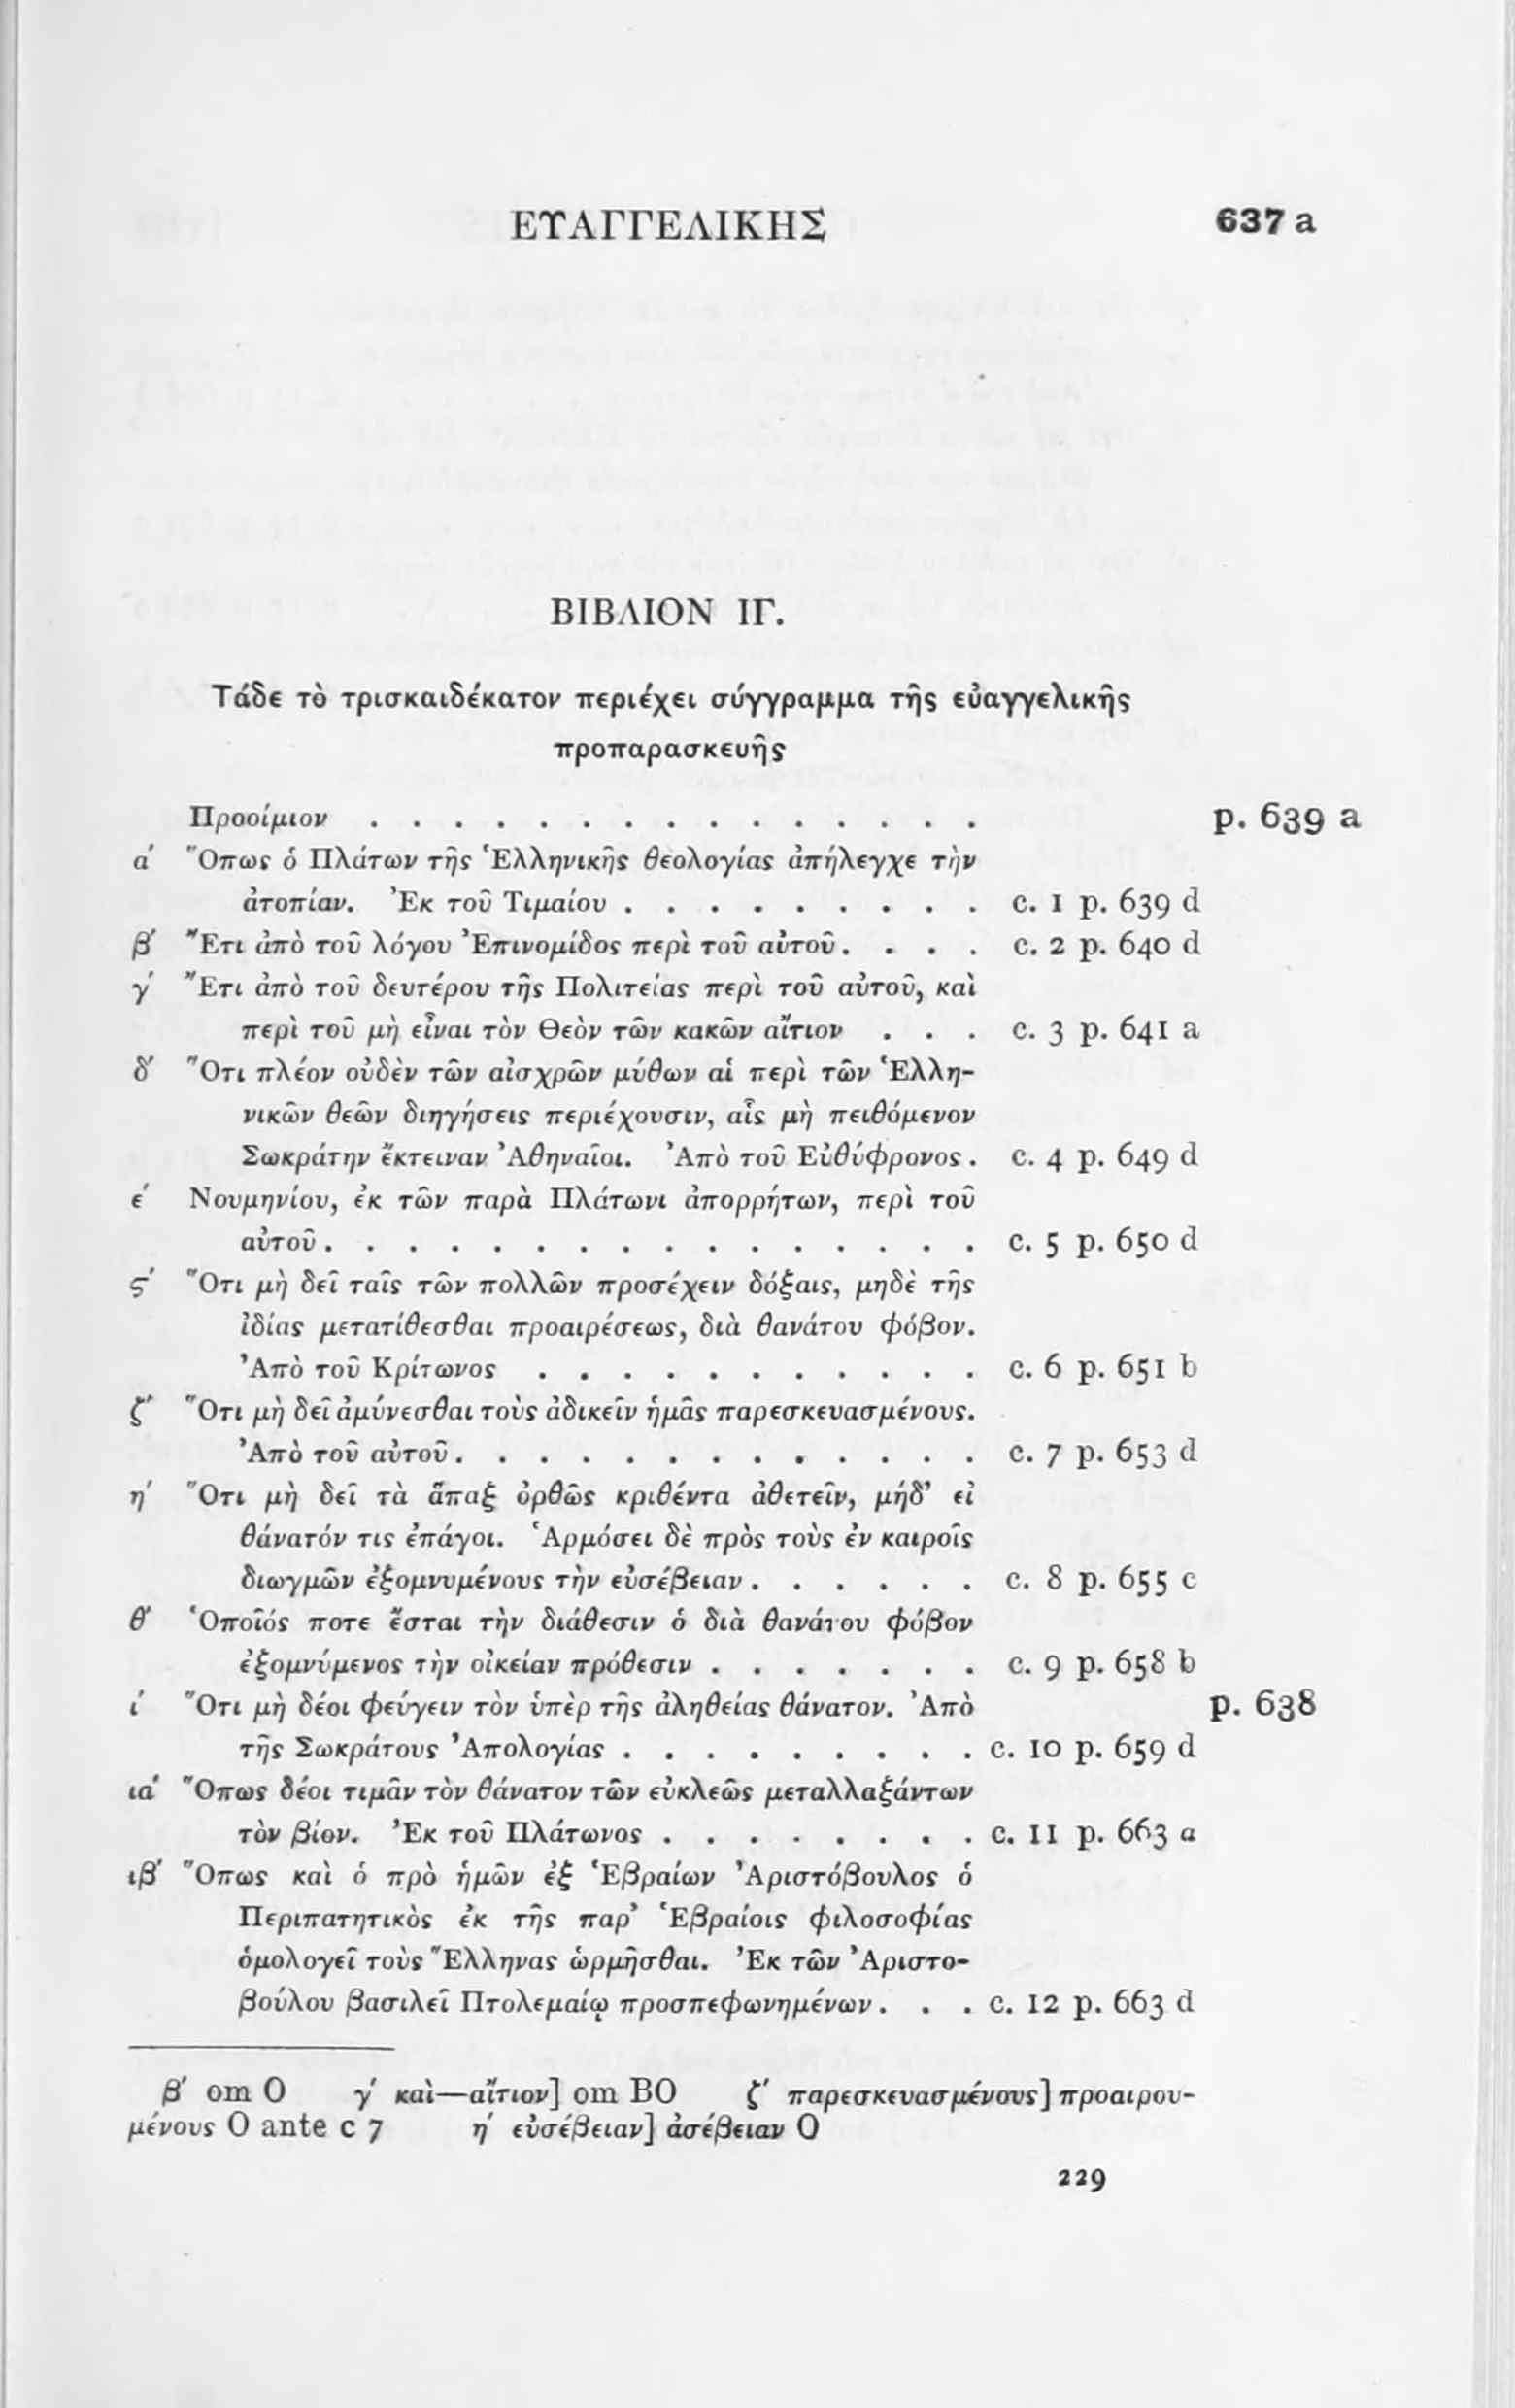 ΕΥΑΓΓΕΛΙΚΗΣ 637 a
ΒΙΒΛΙΟΝ ΙΓ.
Τάδε τὸ τρισκαιδέκατον περιέχει σύγγραμμα τῆς εὐαγγελικῆς
προπαρασκευῆς
Προοίμιον . . . . . . . . . . . . . . . p. 639 a
α′ Ὅπως ὁ Πλάτων τῆς Ἑλληνικῆς θεολογίας ἀπήλεγχε τὴν
ἀτοπίαν. Ἐκ τοῦ Τιμαίου . . . . . . . . . c. 1 p. 639 d
β′ Ἔτι ἀπὸ τοῦ λόγου Ἐπινομίδος περὶ τοῦ αὐτοῦ. . . . c. 2 p. 640 d
γ′ Ἔτι ἀπὸ τοῦ δευτέρου τῆς Πολιτείας περὶ τοῦ αὐτοῦ, καὶ
περὶ τοῦ μὴ εἶναι τὸν Θεὸν τῶν κακῶν αἴτιον . . . c. 3 p. 641 a
δ′ Ὅτι πλέον οὐδὲν τῶν αἰσχρῶν μύθων αἱ περὶ τῶν Ἑλλη-
νικῶν θεῶν διηγήσεις περιέχουσιν, αἷς μὴ πειθόμενον
Σωκράτην ἔκτειναν Ἀθηναῖοι. Ἀπὸ τοῦ Εὐθύφρονος . c. 4 p. 649 d
ε′ Νουμηνίου, ἐκ τῶν παρὰ Πλάτωνι ἀπορρήτων, περὶ τοῦ
αὐτοῦ . . . . . . . . . . . . . . . . c. 5 p. 650 d
ς′ Ὅτι μὴ δεῖ ταῖς τῶν πολλῶν προσέχειν δόξαις, μηδὲ τῆς
ἰδίας μετατίθεσθαι προαιρέσεως, διὰ θανάτου φόβον.
Ἀπὸ τοῦ Κρίτωνος . . . . . . . . . . . c. 6 p. 651 b
ζ′ Ὅτι μὴ δεῖ ἀμύνεσθαι τοὺς ἀδικεῖν ἡμᾶς παρεσκευασμένους.
Ἀπὸ τοῦ αὐτοῦ. . . . . . . . . . . . . c. 7 p. 653 d
η′ Ὅτι μὴ δεῖ τὰ ἅπαξ ὀρθῶς κριθέντα ἀθετεῖν, μήδ’ εἰ
θάνατόν τις ἐπάγοι. Ἁρμόσει δὲ πρὸς τοὺς ἐν καιροῖς
διωγμῶν ἐξομνυμένους τὴν εὐσέβειαν . . . . . . c. 8 p. 655 c
θ′ Ὁποῖός ποτε ἔσται τὴν διάθεσιν ὁ διὰ θανάτου φόβον
ἐξομνύμενος τὴν οἰκείαν πρόθεσιν . . . . . . . c. 9 p. 658 b
ι′ Ὅτι μὴ δέοι φεύγειν τὸν ὑπὲρ τῆς ἀληθείας θάνατον. Ἀπὸ p. 638
τῆς Σωκράτους Ἀπολογίας . . . . . . . . . c. 10 p. 659 d
ια′ Ὅπως δέοι τιμᾶν τὸν θάνατον τῶν εὐκλεῶς μεταλλαξάντων
τὸν βίον. Ἐκ τοῦ Πλάτωνος . . . . . . . . c. 11 p. 663 a
ιβ′ Ὅπως καὶ ὁ πρὸ ἡμῶν ἐξ Ἑβραίων Ἀριστόβουλος ὁ
Περιπατητικὸς ἐκ τῆς παρ’ Ἑβραίοις φιλοσοφίας
ὁμολογεῖ τοὺς Ἕλληνας ὡρμῆσθαι. Ἐκ τῶν Ἀριστο-
βούλου βασιλεῖ Πτολεμαίῳ προσπεφωνημένων . . . c. 12 p. 663 d
β′ om O γ′ καὶ—αἴτιον] om BO ζ′ παρεσκευασμένους] προαιρου-
μένους O ante c 7 η′ εὐσέβειαν] ἀσέβειαν O
229